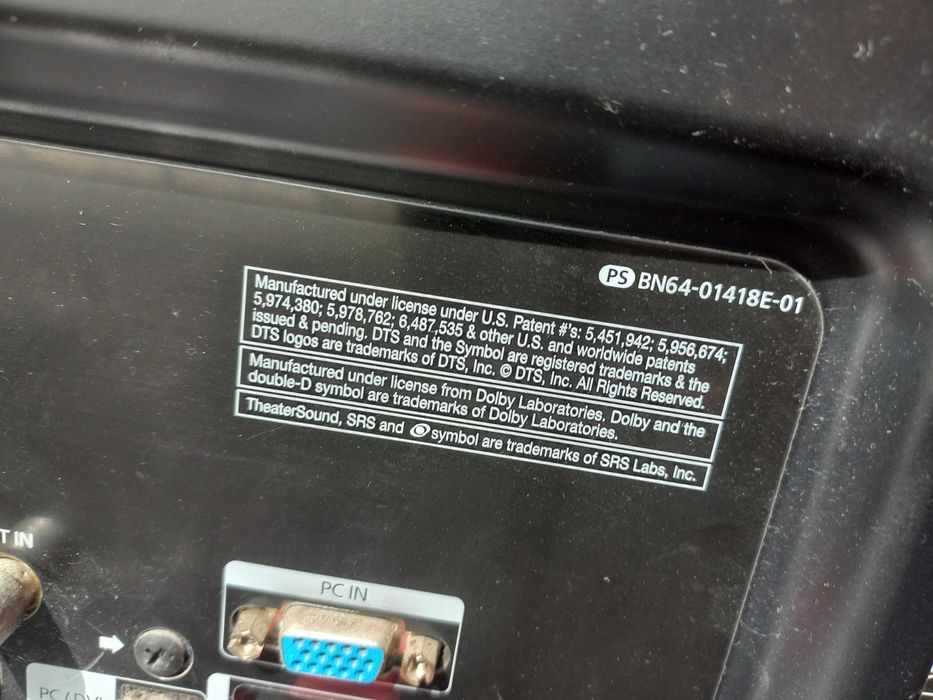 PS BN64-01418E-01
Manufactured under license under U.S. Patent #'s: 5,451,942; 5,956,674;
5,974,380; 5,978,762; 6,487,535 & other U.S. and worldwide patents
issued & pending. DTS and the Symbol are registered trademarks & the
DTS logos are trademarks of DTS, Inc. © DTS, Inc. All Rights Reserved.
Manufactured under license from Dolby Laboratories. Dolby and the
double-D symbol are trademarks of Dolby Laboratories.
TheaterSound, SRS and symbol are trademarks of SRS Labs, Inc.
IN
PC IN
PC / DVI